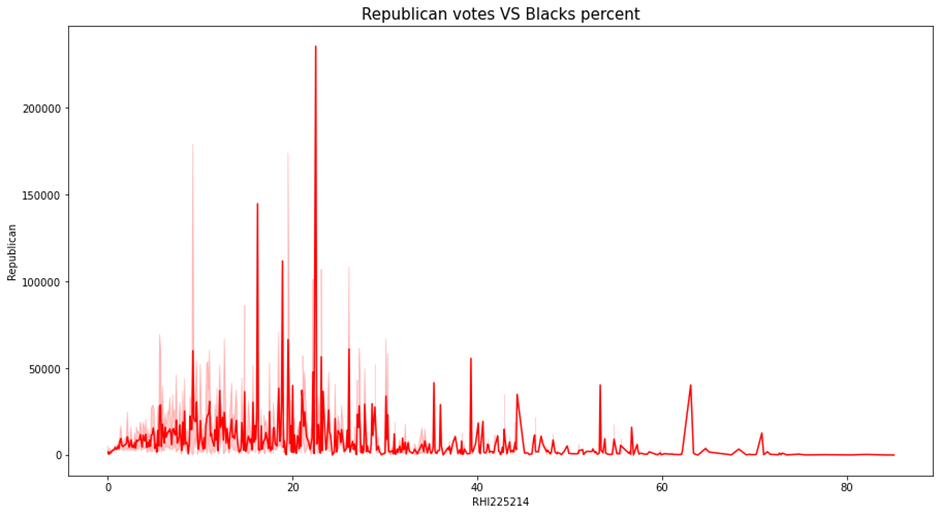 Republican votes VS Blacks percent
200000
150000
100000
50000
0
Republican
0 20 40 60 80
RHI225214